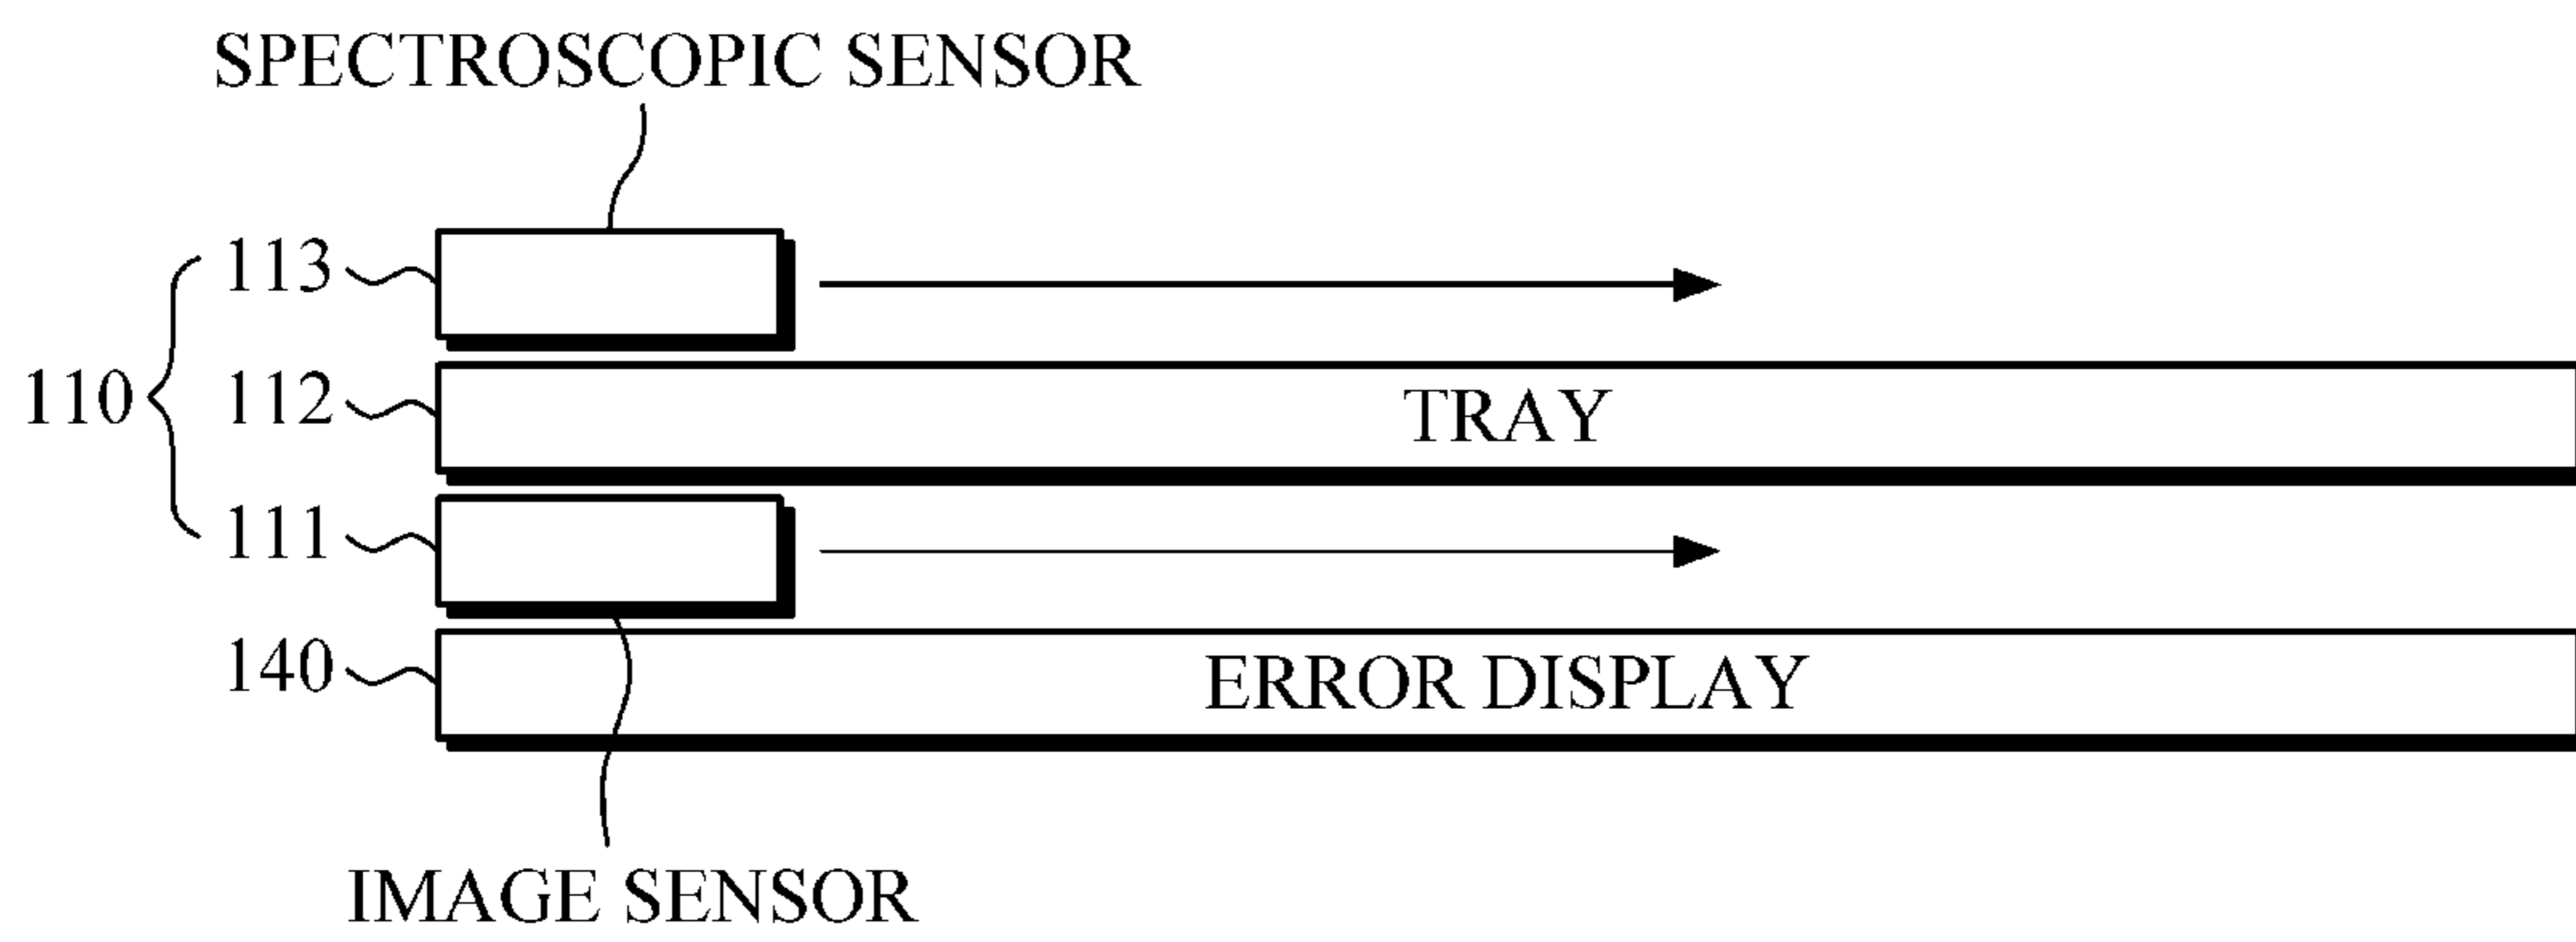 SPECTROSCOPIC SENSOR
113
110
112
TRAY
111
140
ERROR DISPLAY
IMAGE SENSOR